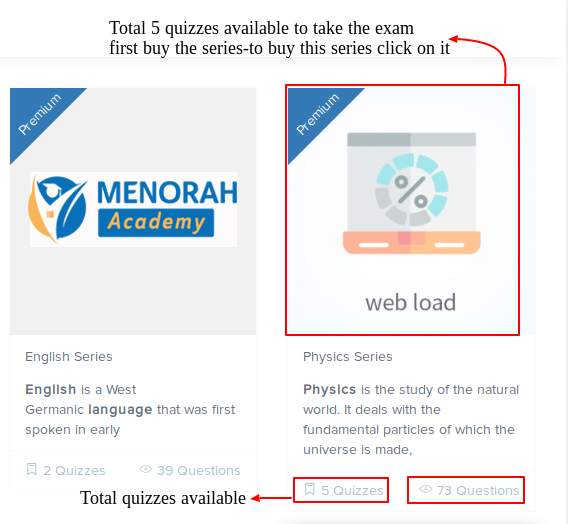 Total 5 quizzes available to take the exam
first buy the series-to buy this series click on it
Premium
MENORAH
Academy
English Series
English is a West
Germanic language that was first
spoken in early
2 Quizzes
39 Questions
Premium
web load
Physics Series
Physics is the study of the natural
world. It deals with the
fundamental particles of which the
universe is made,
5 Quizzes
73 Questions
Total quizzes available